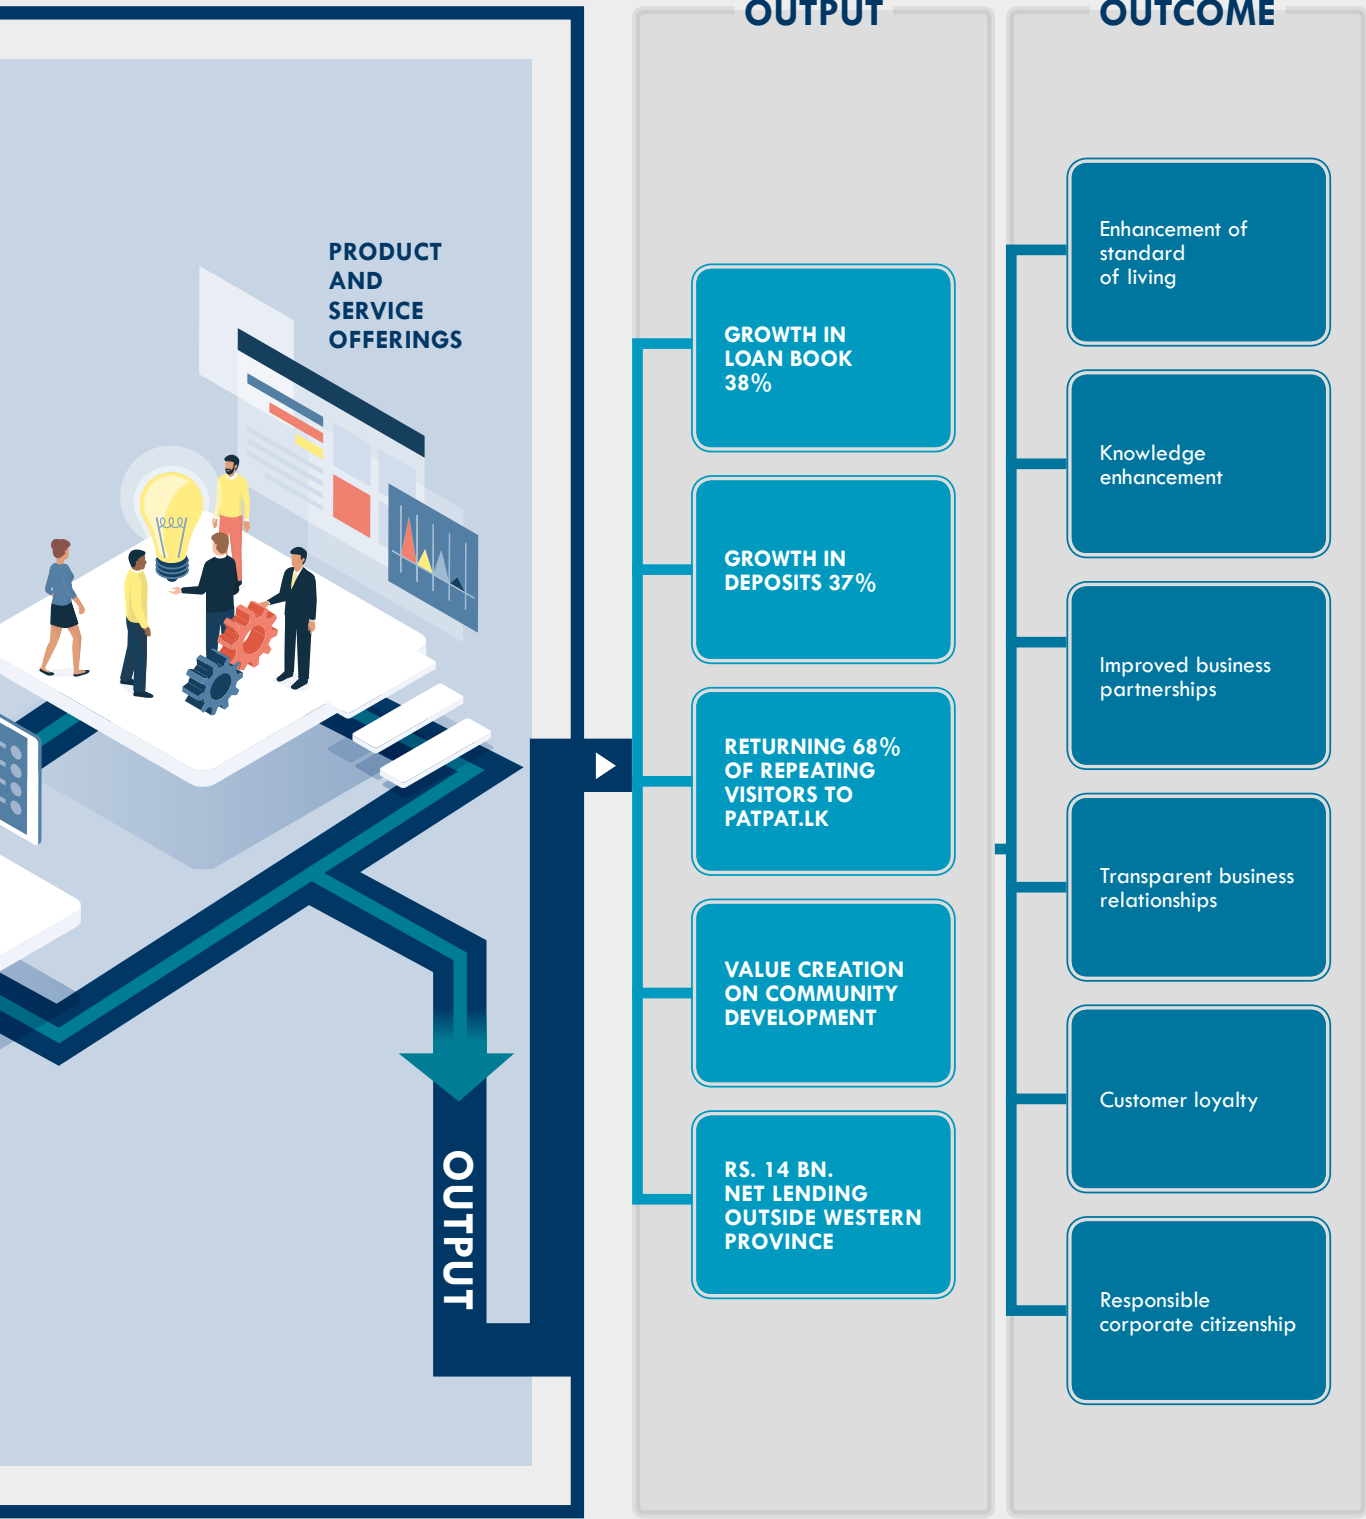 PRODUCT
AND
SERVICE
OFFERINGS
OUTPUT
OUTPUT
GROWTH IN
LOAN BOOK
38%
GROWTH IN
DEPOSITS 37%
RETURNING 68%
OF REPEATING
VISITORS TO
PATPAT.LK
VALUE CREATION
ON COMMUNITY
DEVELOPMENT
RS. 14 BN.
NET LENDING
OUTSIDE WESTERN
PROVINCE
OUTCOME
Enhancement of
standard
of living
Knowledge
enhancement
Improved business
partnerships
Transparent business
relationships
Customer loyalty
Responsible
corporate citizenship